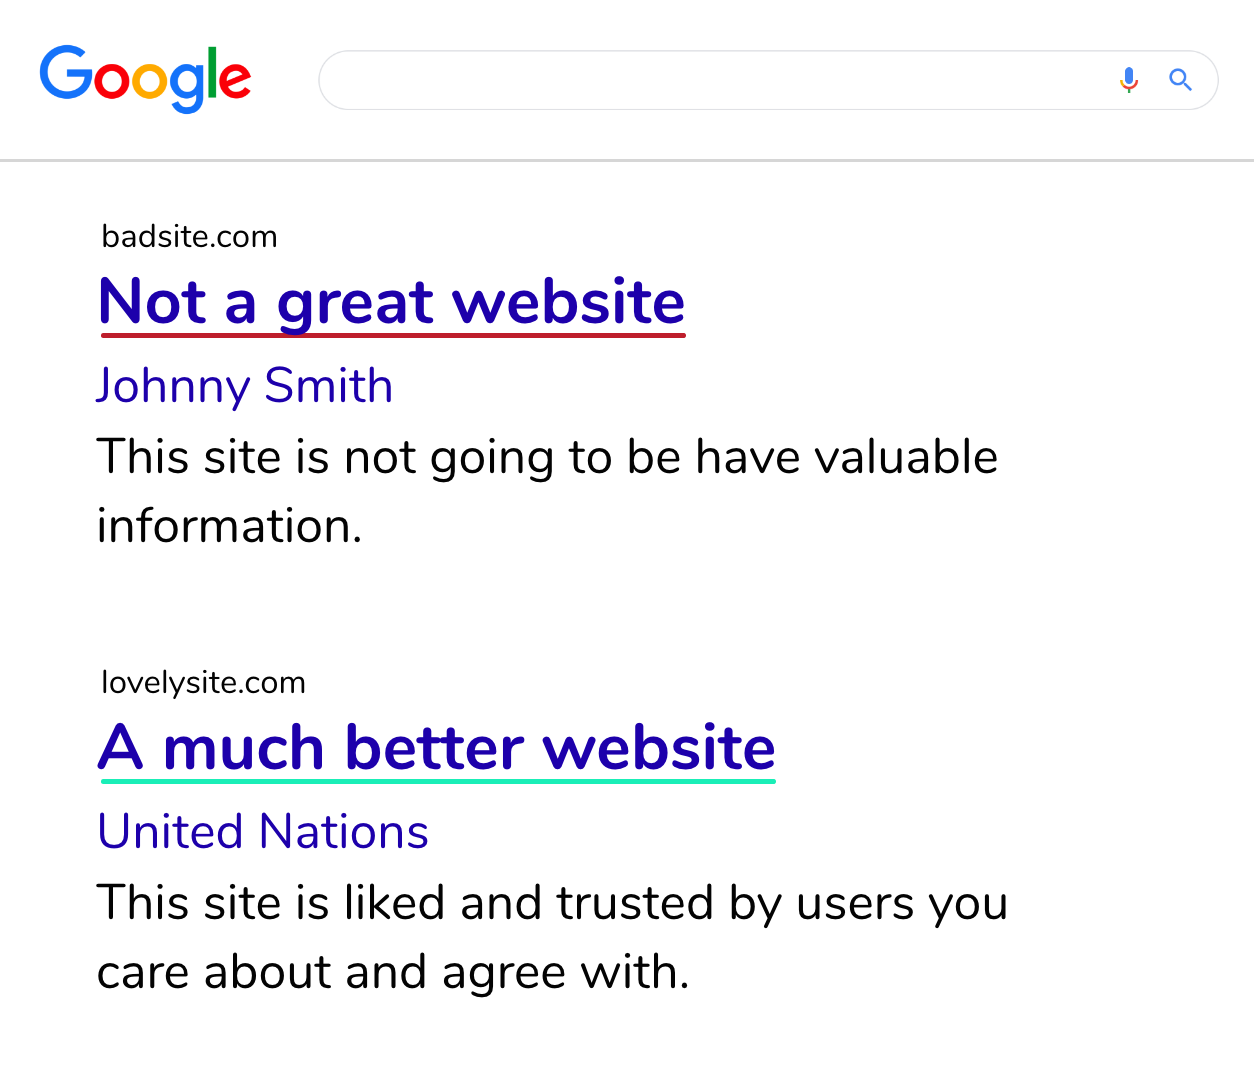 Google
badsite.com
Not a great website
Johnny Smith
This site is not going to be have valuable
information.
lovelysite.com
A much better website
United Nations
This site is liked and trusted by users you
care about and agree with.